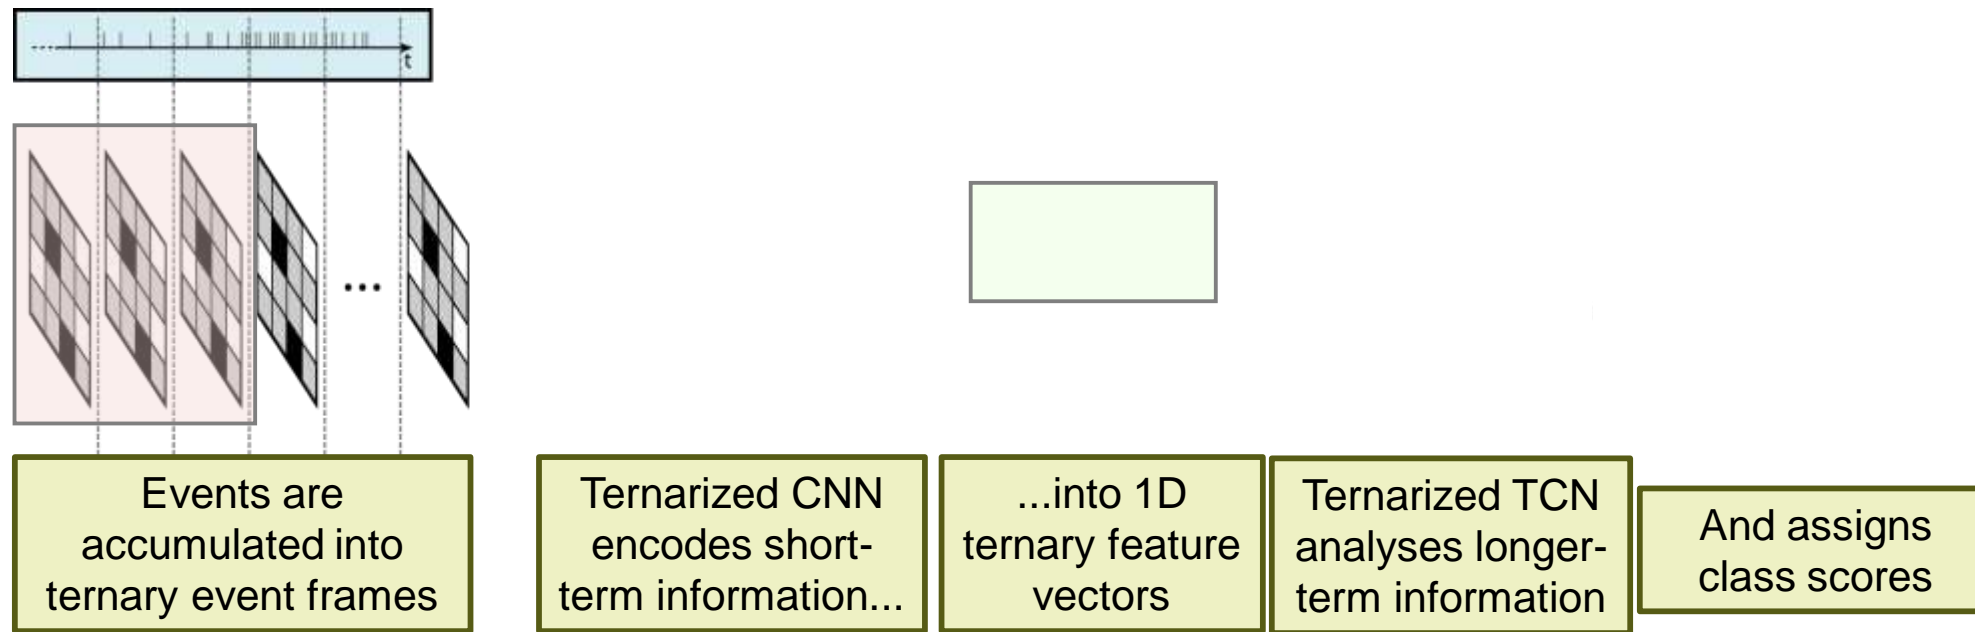 t
...
Events are
accumulated into
ternary event frames
Ternarized CNN
encodes short-
term information...
...into 1D
ternary feature
vectors
Ternarized TCN
analyses longer-
term information
And assigns
class scores